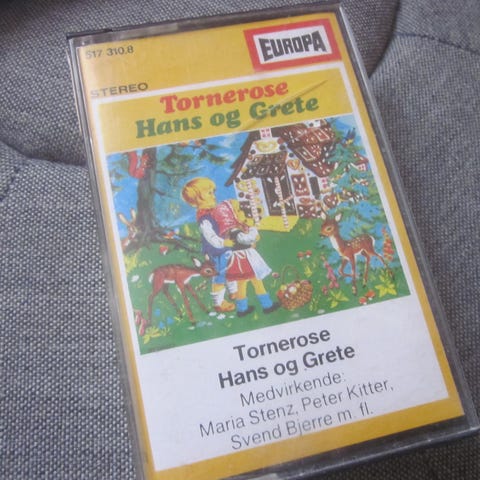 517 310.8
EUROPA
STEREO
Tornerose
Hans og Grete
Tornerose
Hans og Grete
Medvirkende:
Maria Stenz, Peter Kitter,
Svend Bjerre m. fl.